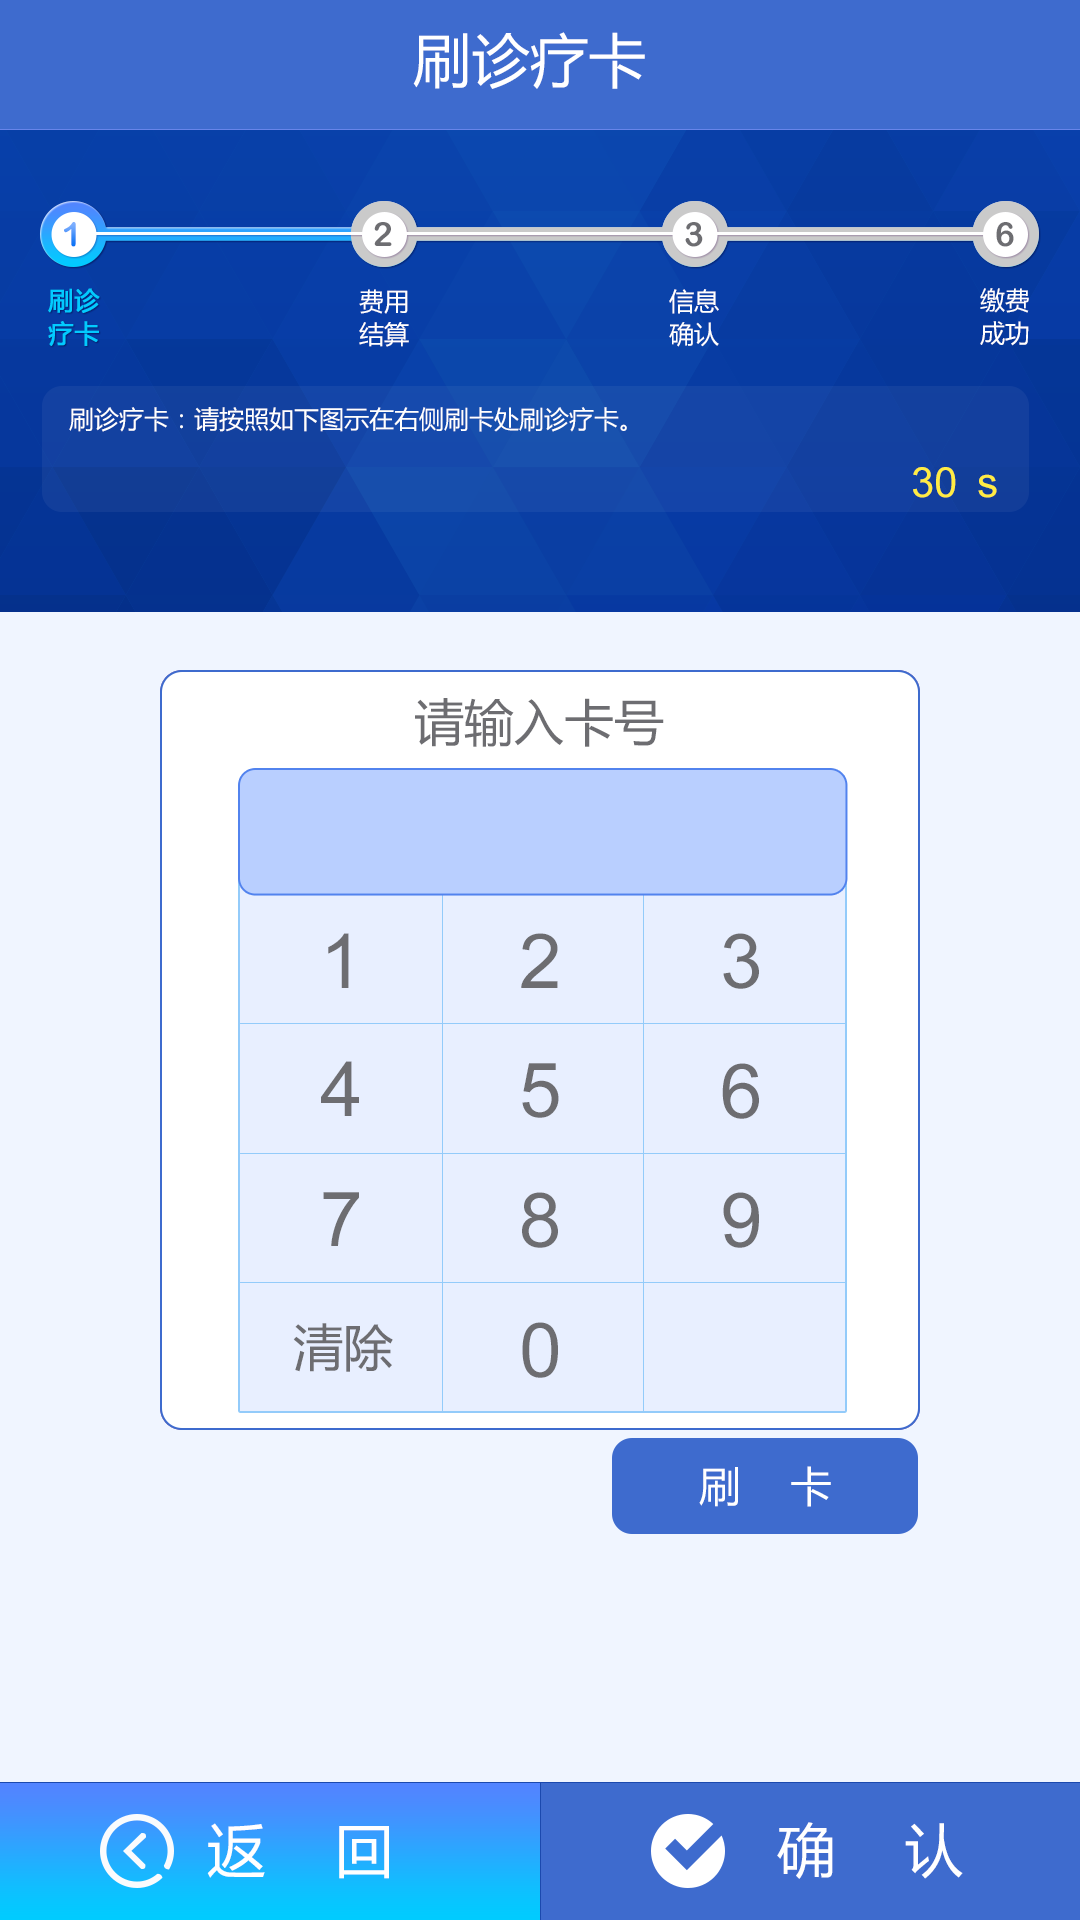 刷诊疗卡
1 2 3 6
刷诊 费用 信息 缴费
疗卡 结算 确认 成功
刷诊疗卡：请按照如下图示在右侧刷卡处刷诊疗卡。
30 s
请输入卡号
1 2 3
4 5 6
7 8 9
清除 0
刷 卡
返 回 确 认